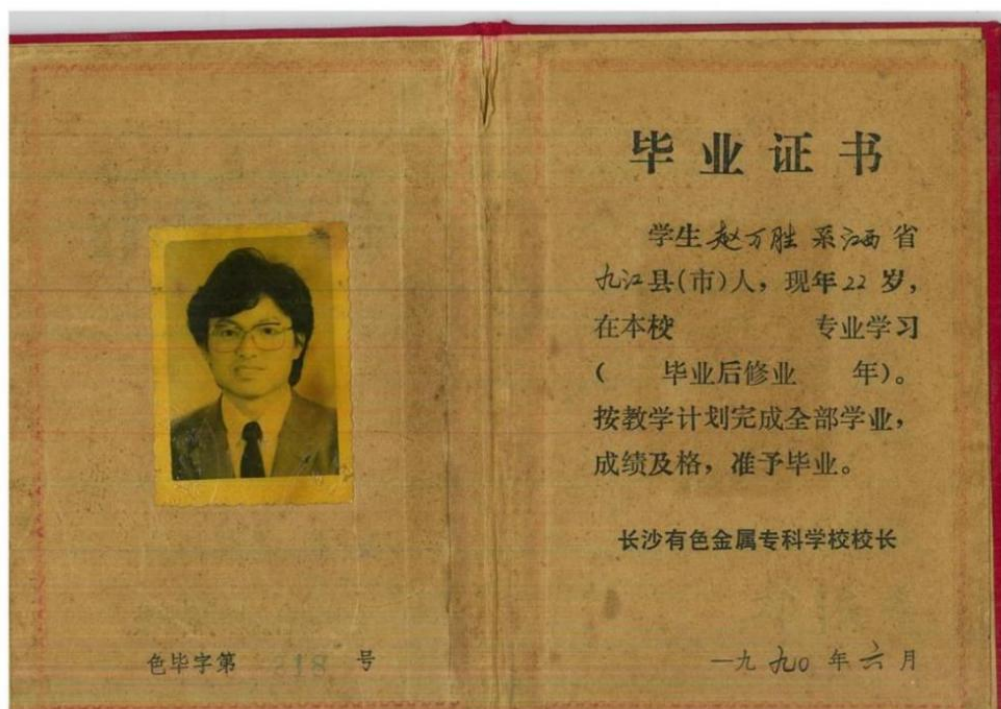 毕业证书
学生赵万胜系江西省
九江县(市)人，现年22岁，
在本校 专业学习
( 毕业后修业 年)。
按教学计划完成全部学业，
成绩及格，准予毕业。
长沙有色金属专科学校校长
一九九〇年六月
色毕字第 号